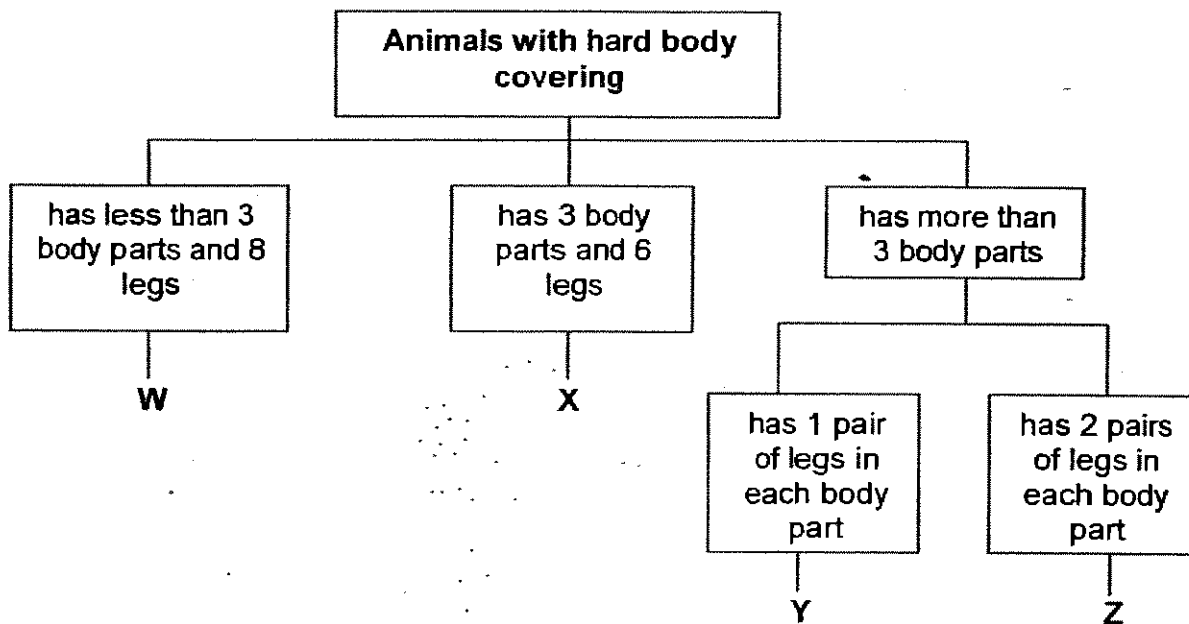 Animals with hard body
covering
has less than 3
body parts and 8
legs
has 3 body
parts and 6
legs
has more than
3 body parts
W
X
has 1 pair
of legs in
each body
part
has 2 pairs
of legs in
each body
part
Y
Z